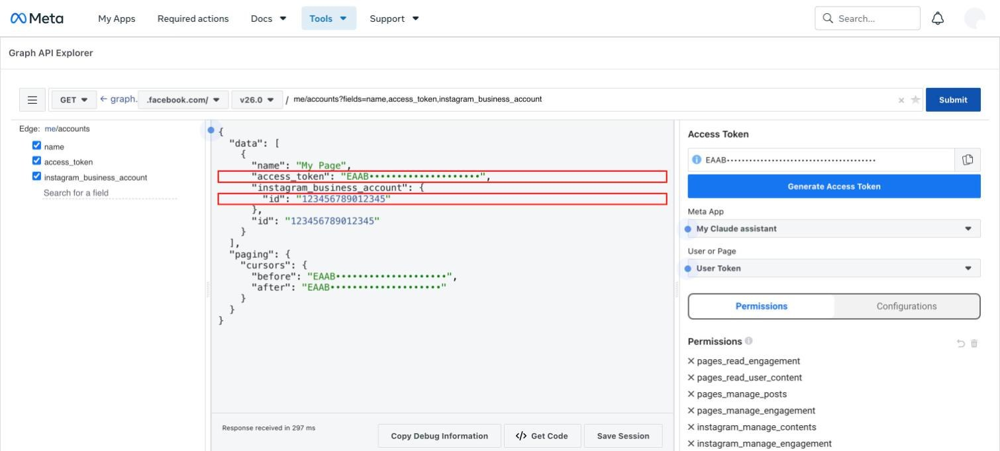 Meta My Apps Required actions Docs Tools Support Search...
Graph API Explorer
GET ← graph. .facebook.com/ v26.0 / me/accounts?fields=name,access_token,instagram_business_account × Submit
Edge: me/accounts
name
access_token
instagram_business_account
Search for a field
{
"data": [
{
"name": "My Page",
"access_token": "EAAB••••••••••••••••••••",
"instagram_business_account": {
"id": "123456789012345"
},
"id": "123456789012345"
}
],
"paging": {
"cursors": {
"before": "EAAB••••••••••••••••••••",
"after": "EAAB••••••••••••••••••••"
}
}
}
Response received in 297 ms
Copy Debug Information
</> Get Code
Save Session
Access Token
EAAB••••••••••••••••••••••••••••••••••••••••
Generate Access Token
Meta App
My Claude assistant
User or Page
User Token
Permissions Configurations
Permissions
× pages_read_engagement
× pages_read_user_content
× pages_manage_posts
× pages_manage_engagement
× instagram_manage_contents
× instagram_manage_engagement